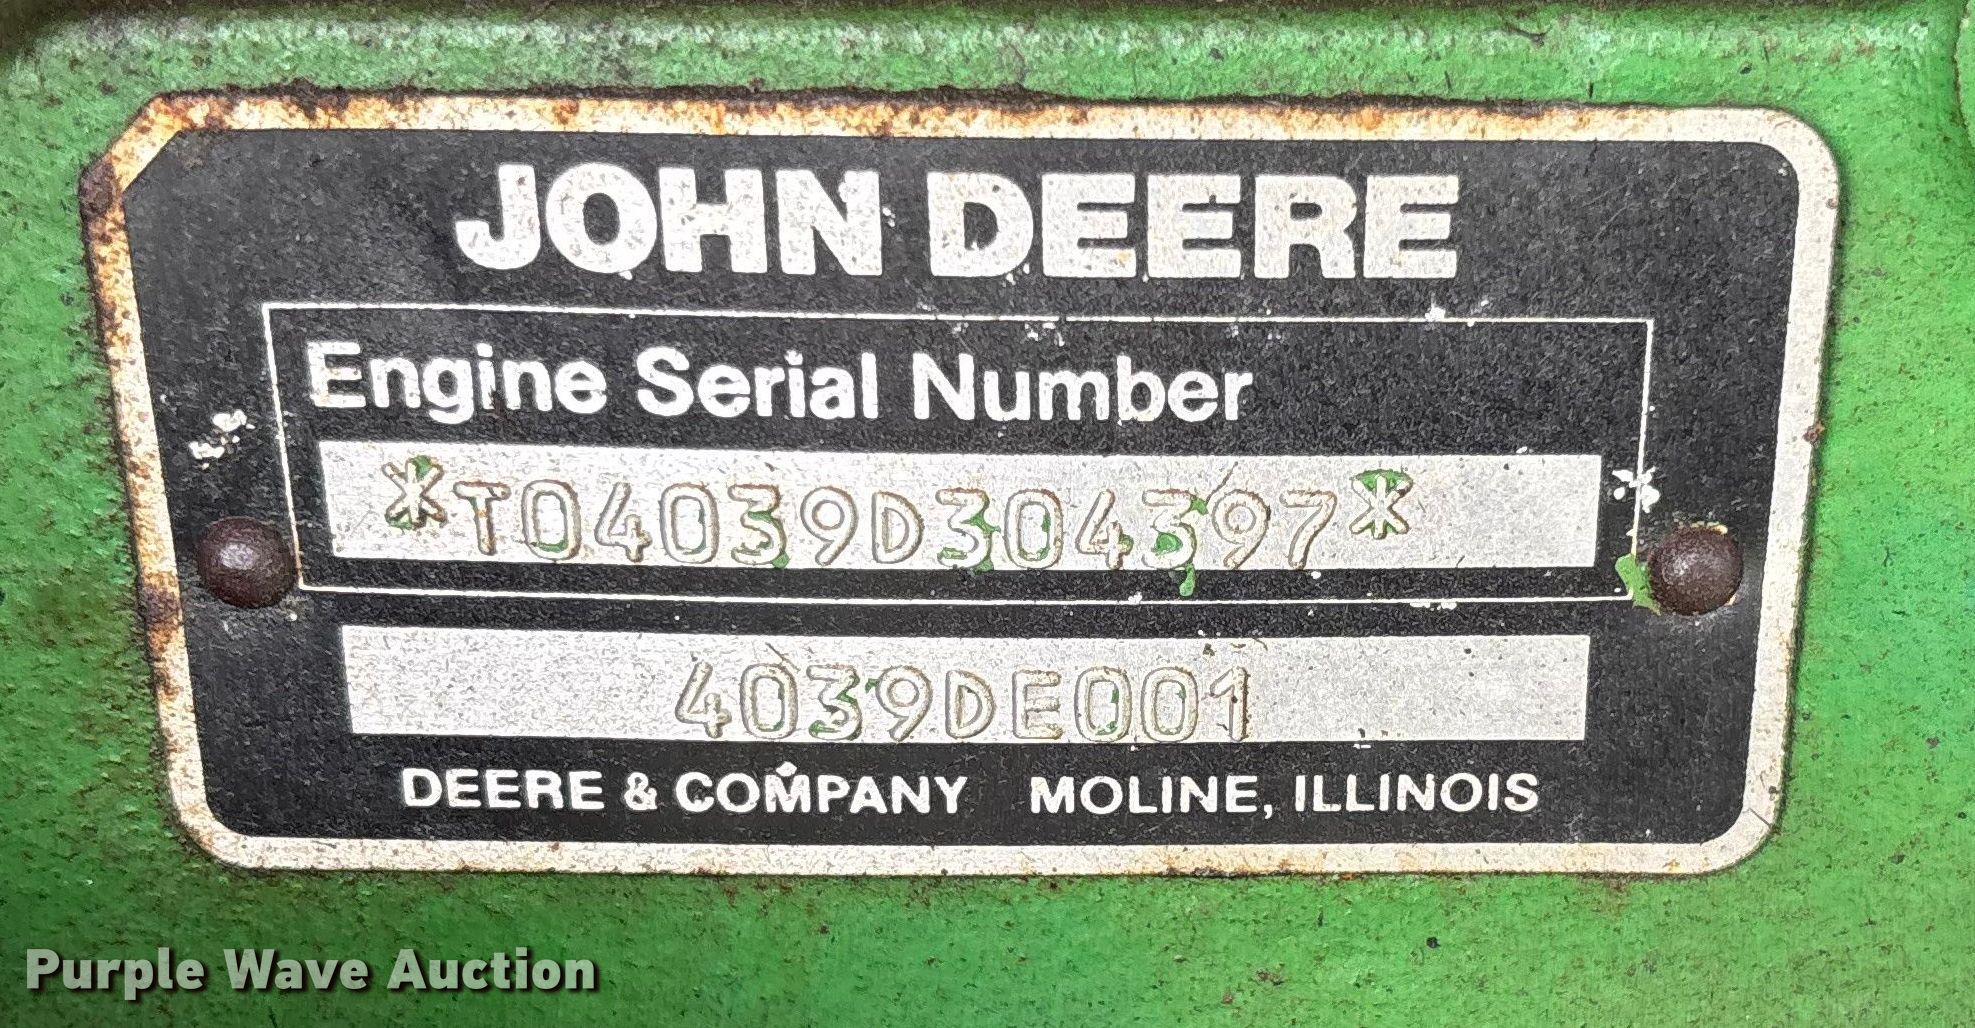 JOHN DEERE
Engine Serial Number
*T04039D304397*
4039DE001
DEERE & COMPANY MOLINE, ILLINOIS
Purple Wave Auction